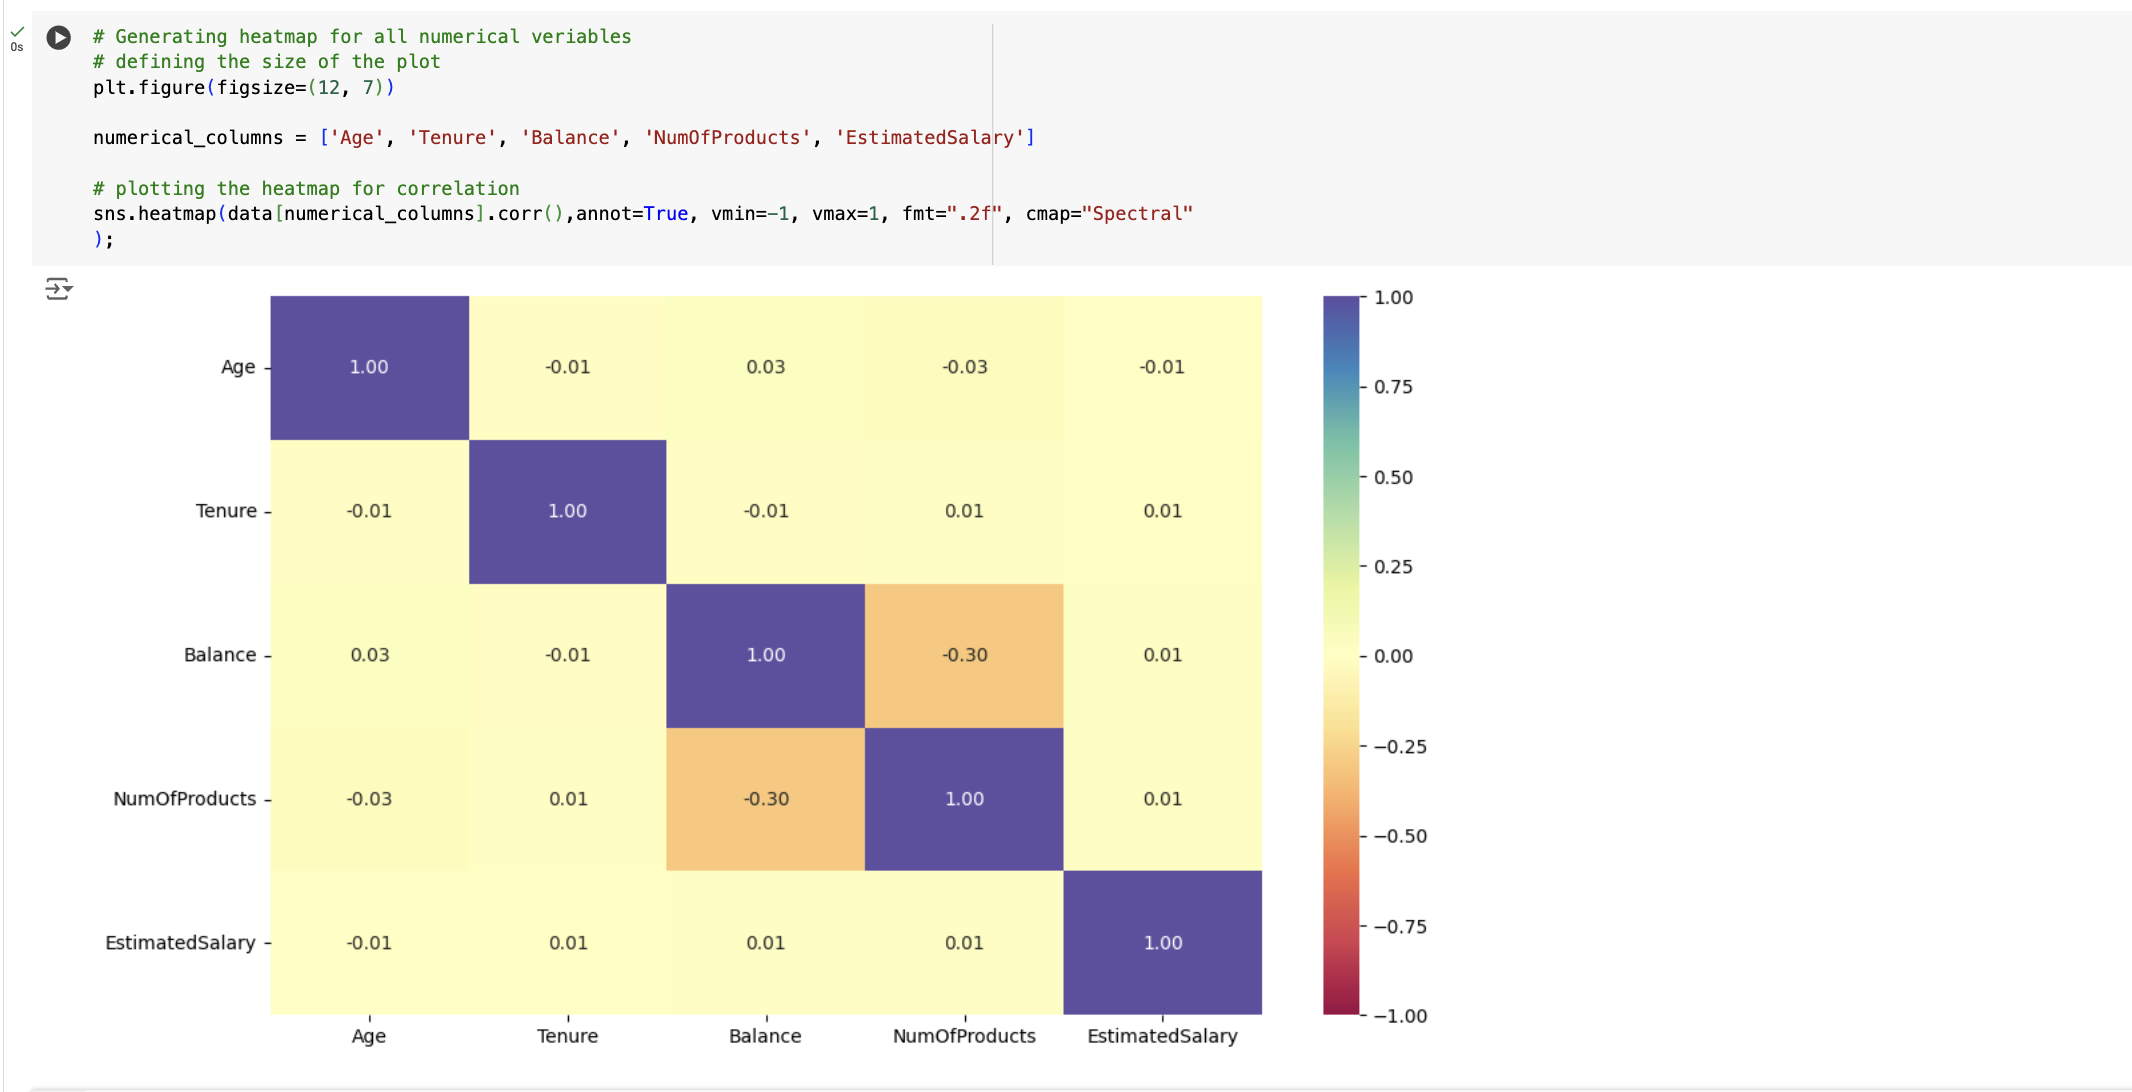 # Generating heatmap for all numerical veriables
0s
# defining the size of the plot
plt.figure(figsize=(12, 7))
numerical_columns = ['Age', 'Tenure', 'Balance', 'NumOfProducts', 'EstimatedSalary']
# plotting the heatmap for correlation
sns.heatmap(data[numerical_columns].corr(),annot=True, vmin=-1, vmax=1, fmt=".2f", cmap="Spectral"
);
Age 1.00 -0.01 0.03 -0.03 -0.01
Tenure -0.01 1.00 -0.01 0.01 0.01
Balance 0.03 -0.01 1.00 -0.30 0.01
NumOfProducts -0.03 0.01 -0.30 1.00 0.01
EstimatedSalary -0.01 0.01 0.01 0.01 1.00
Age Tenure Balance NumOfProducts EstimatedSalary
1.00
0.75
0.50
0.25
0.00
−0.25
−0.50
−0.75
−1.00